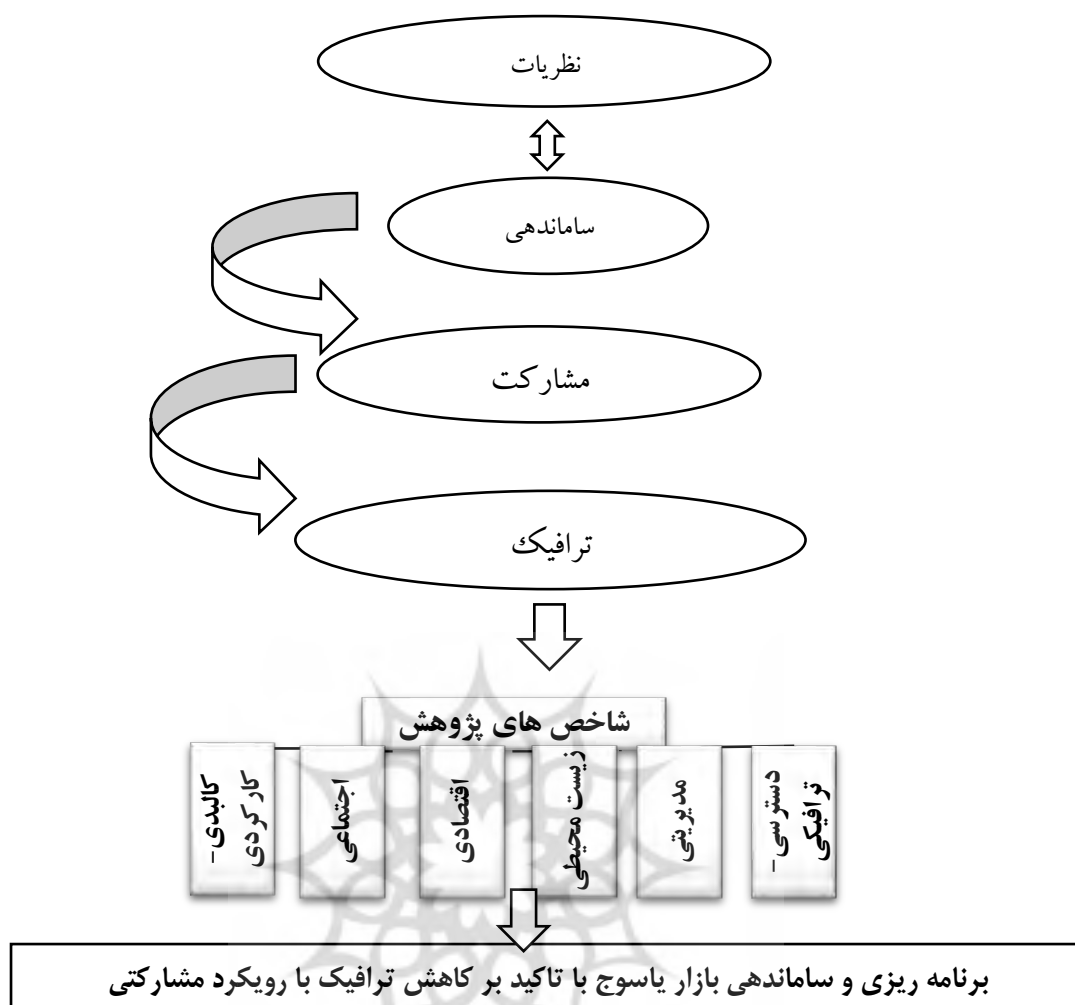 نظریات
ساماندهی
مشارکت
ترافیک
شاخص های پژوهش
دسترسی-
ترافیکی
مدیریتی
زیست محیطی
اقتصادی
اجتماعی
کالبدی-
کارکردی
برنامه ریزی و ساماندهی بازار یاسوج با تاکید بر کاهش ترافیک با رویکرد مشارکتی